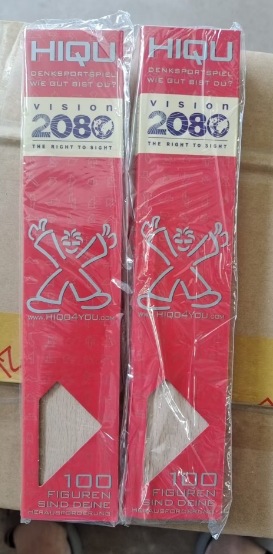 HIQU
DENKSPORTSPIEL
WIE GUT BIST DU?
vision
2080
THE RIGHT TO SIGHT
www.HIQU4YOU.com
100
FIGUREN
SIND DEINE
HERAUSFORDERUNG
HIQU
DENKSPORTSPIEL
WIE GUT BIST DU?
vision
2080
THE RIGHT TO SIGHT
www.HIQU4YOU.com
100
FIGUREN
SIND DEINE
HERAUSFORDERUNG